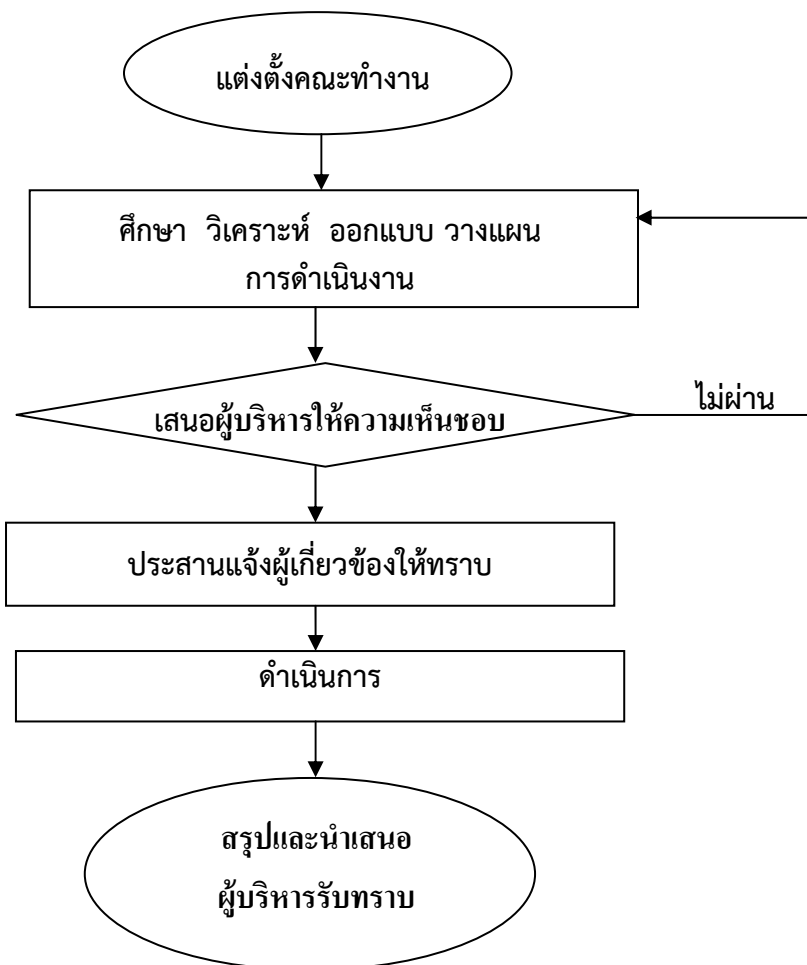 แต่งตั้งคณะทำงาน
ศึกษา วิเคราะห์ ออกแบบ วางแผน
การดำเนินงาน
เสนอผู้บริหารให้ความเห็นชอบ
ไม่ผ่าน
ประสานแจ้งผู้เกี่ยวข้องให้ทราบ
ดำเนินการ
สรุปและนำเสนอ
ผู้บริหารรับทราบ